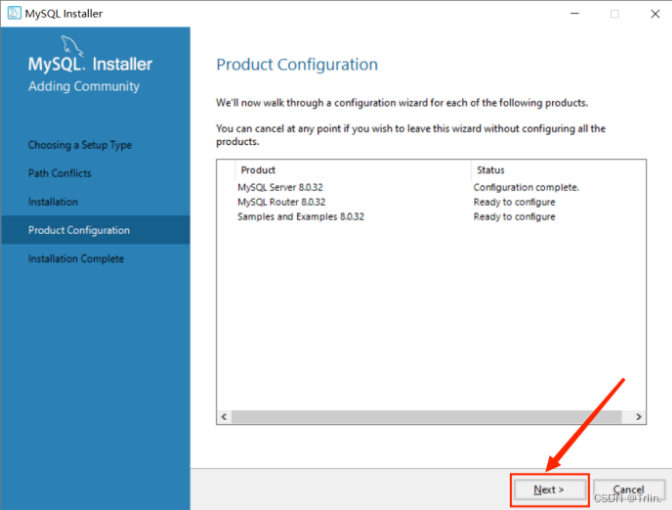 MySQL Installer
MySQL. Installer
Adding Community
Choosing a Setup Type
Path Conflicts
Installation
Product Configuration
Installation Complete
Product Configuration
We'll now walk through a configuration wizard for each of the following products.
You can cancel at any point if you wish to leave this wizard without configuring all the
products.
Product Status
MySQL Server 8.0.32 Configuration complete.
MySQL Router 8.0.32 Ready to configure
Samples and Examples 8.0.32 Ready to configure
Next > Cancel
CSDN @Trlin.